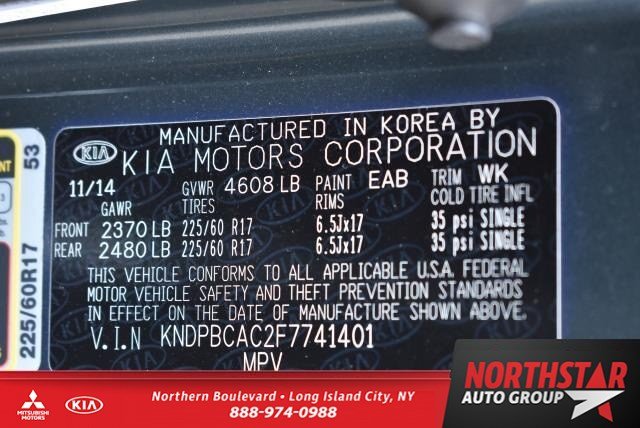 MANUFACTURED IN KOREA BY
KIA KIA MOTORS CORPORATION
11/14 GVWR 4608 LB PAINT EAB TRIM WK
GAWR TIRES RIMS COLD TIRE INFL
FRONT 2370 LB 225/60 R17 6.5Jx17 35 psi SINGLE
REAR 2480 LB 225/60 R17 6.5Jx17 35 psi SINGLE
THIS VEHICLE CONFORMS TO ALL APPLICABLE U.S.A. FEDERAL
MOTOR VEHICLE SAFETY AND THEFT PREVENTION STANDARDS
IN EFFECT ON THE DATE OF MANUFACTURE SHOWN ABOVE.
V.I.N KNDPBCAC2F7741401
MPV
225/60R17 53
MITSUBISHI
MOTORS
KIA
Northern Boulevard • Long Island City, NY
888-974-0988
NORTHSTAR
AUTO GROUP